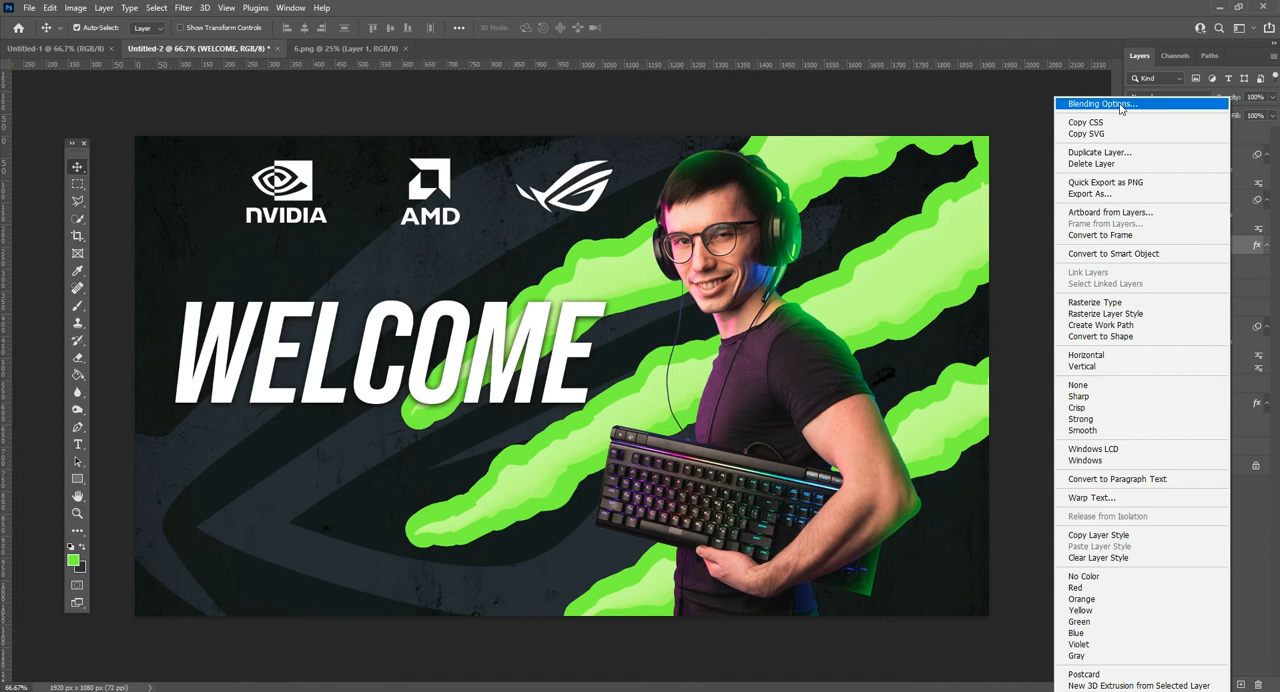 File Edit Image Layer Type Select Filter 3D View Plugins Window Help
Auto-Select: Layer Show Transform Controls 3D Mode:
Untitled-1 @ 66.7% (RGB/8) × Untitled-2 @ 66.7% (WELCOME, RGB/8) * × 6.png @ 25% (Layer 1, RGB/8) ×
Layers Channels Paths
Kind
100%
Fill: 100%
Blending Options...
Copy CSS
Copy SVG
Duplicate Layer...
Delete Layer
Quick Export as PNG
Export As...
Artboard from Layers...
Frame from Layers...
Convert to Frame
Convert to Smart Object
Link Layers
Select Linked Layers
Rasterize Type
Rasterize Layer Style
Create Work Path
Convert to Shape
Horizontal
Vertical
None
Sharp
Crisp
Strong
Smooth
Windows LCD
Windows
Convert to Paragraph Text
Warp Text...
Release from Isolation
Copy Layer Style
Paste Layer Style
Clear Layer Style
No Color
Red
Orange
Yellow
Green
Blue
Violet
Gray
Postcard
New 3D Extrusion from Selected Layer
nVIDIA
AMD
WELCOME
66.67% 1920 px x 1080 px (72 ppi)